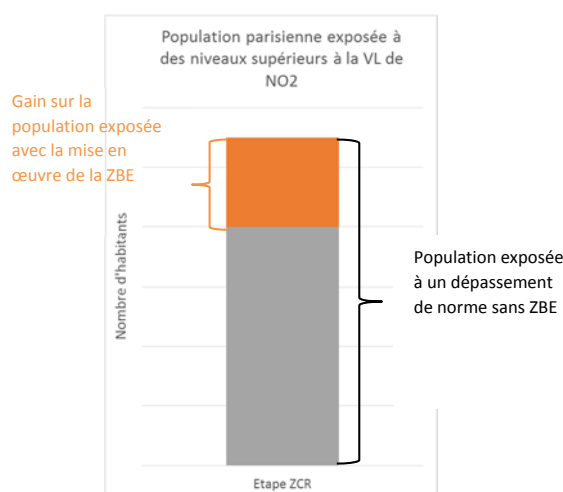 Population parisienne exposée à
des niveaux supérieurs à la VL de
NO2
Gain sur la
population exposée
avec la mise en
œuvre de la ZBE
Nombre d'habitants
Population exposée
à un dépassement
de norme sans ZBE
Etape ZCR